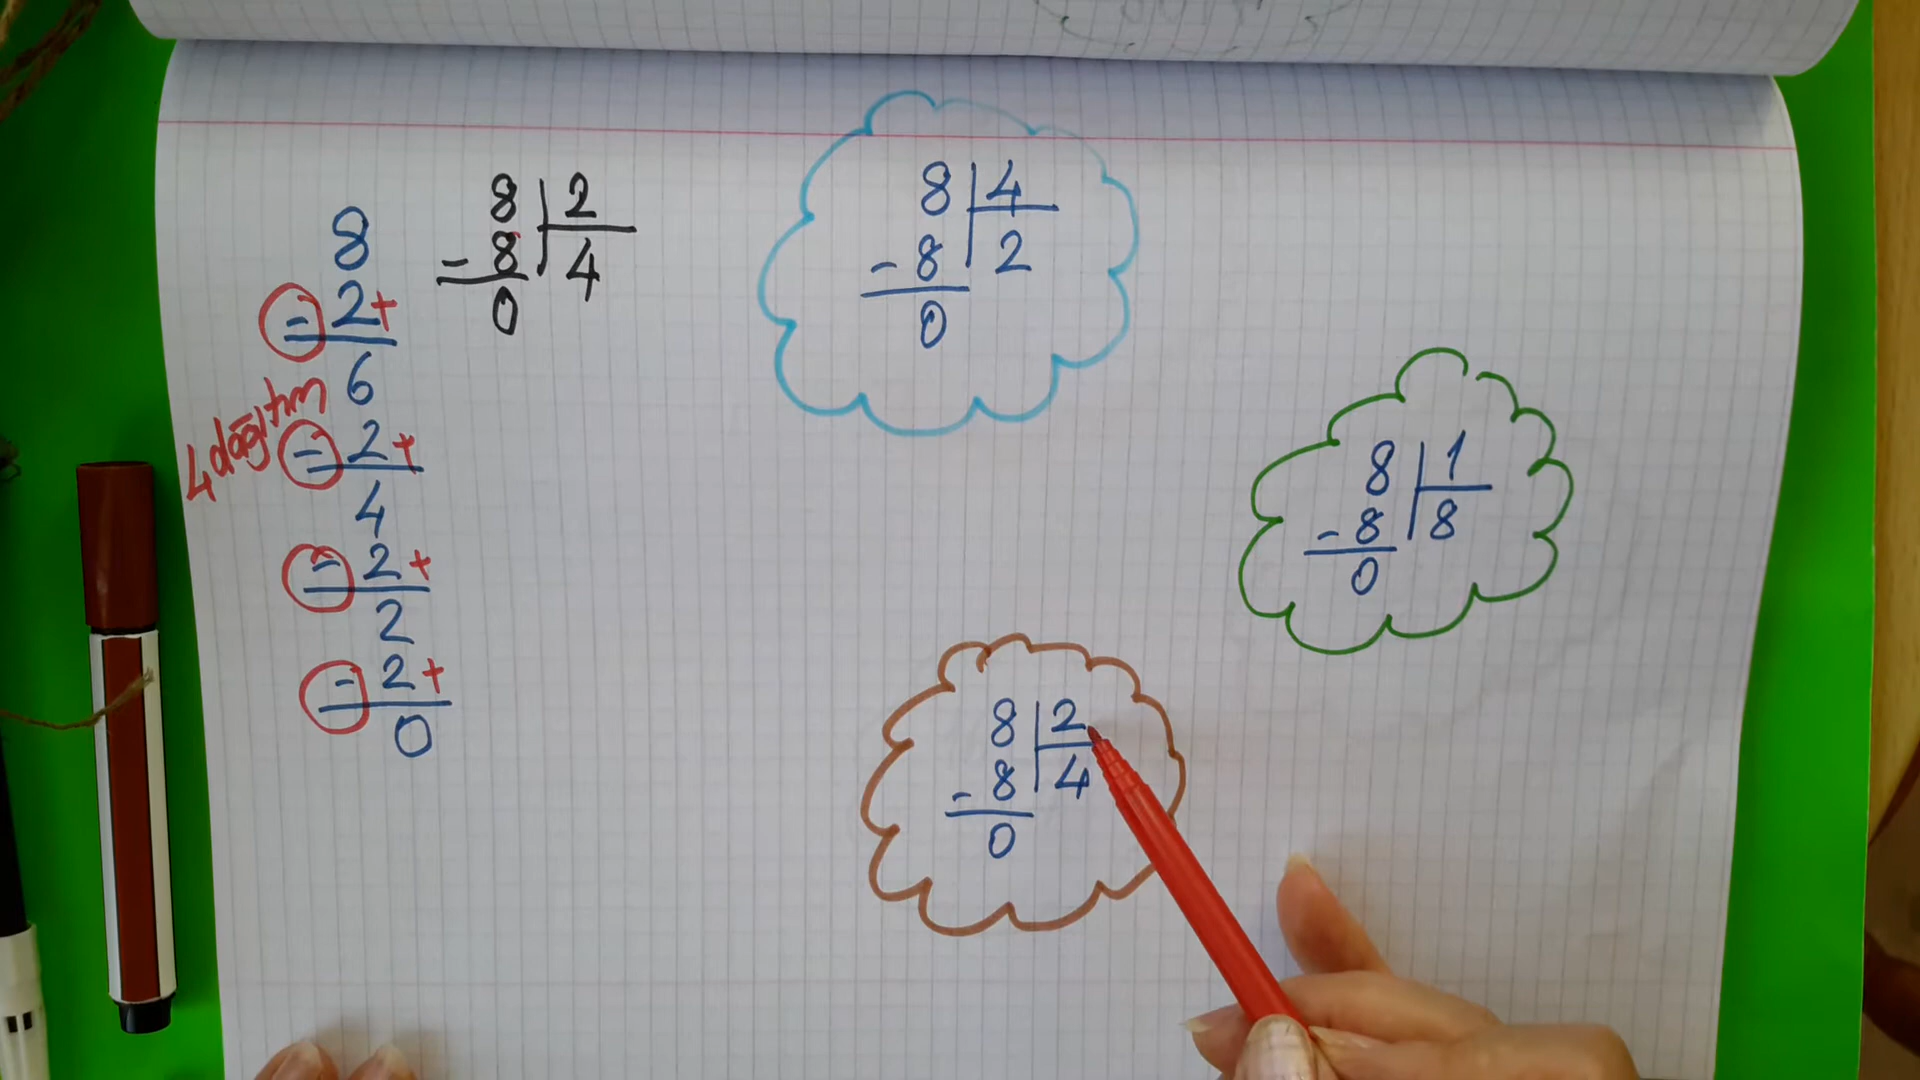 8
- 2+
6
- 2+
4
- 2+
2
- 2+
0
4 dağıtım
8 | 2
- 8 | 4
0
8 | 4
- 8 | 2
0
8 | 1
- 8 | 8
0
8 | 2
- 8 | 4
0